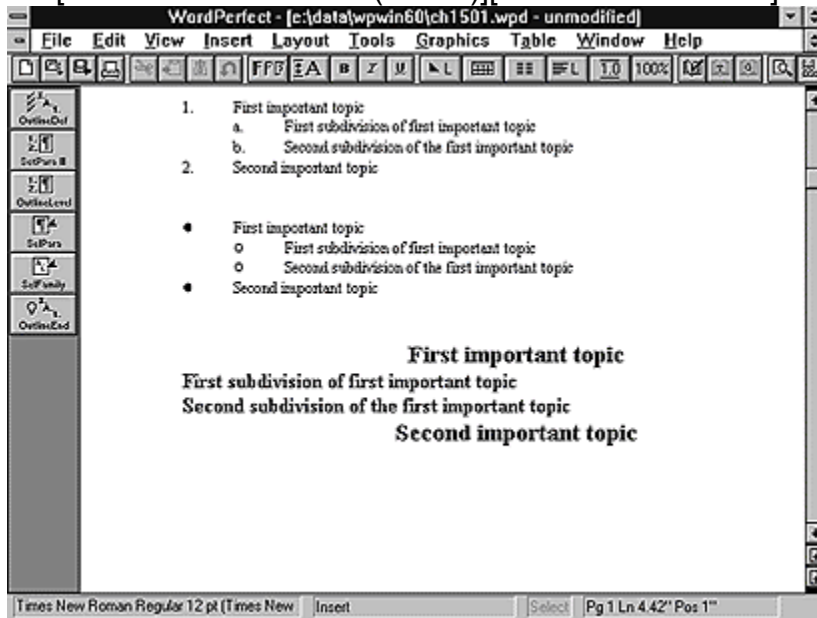 WordPerfect - [c:\data\wpwin60\ch1501.wpd - unmodified]
File Edit View Insert Layout Tools Graphics Table Window Help
B I U L L 1.0 100%
OutlineDef
OutlineLevel
SelPara
SelFamily
OutlineEnd
1. First important topic
a. First subdivision of first important topic
b. Second subdivision of the first important topic
2. Second important topic
First important topic
First subdivision of first important topic
Second subdivision of the first important topic
Second important topic
First important topic
First subdivision of first important topic
Second subdivision of the first important topic
Second important topic
Times New Roman Regular 12 pt (Times New Insert Select Pg 1 Ln 4.42" Pos 1"